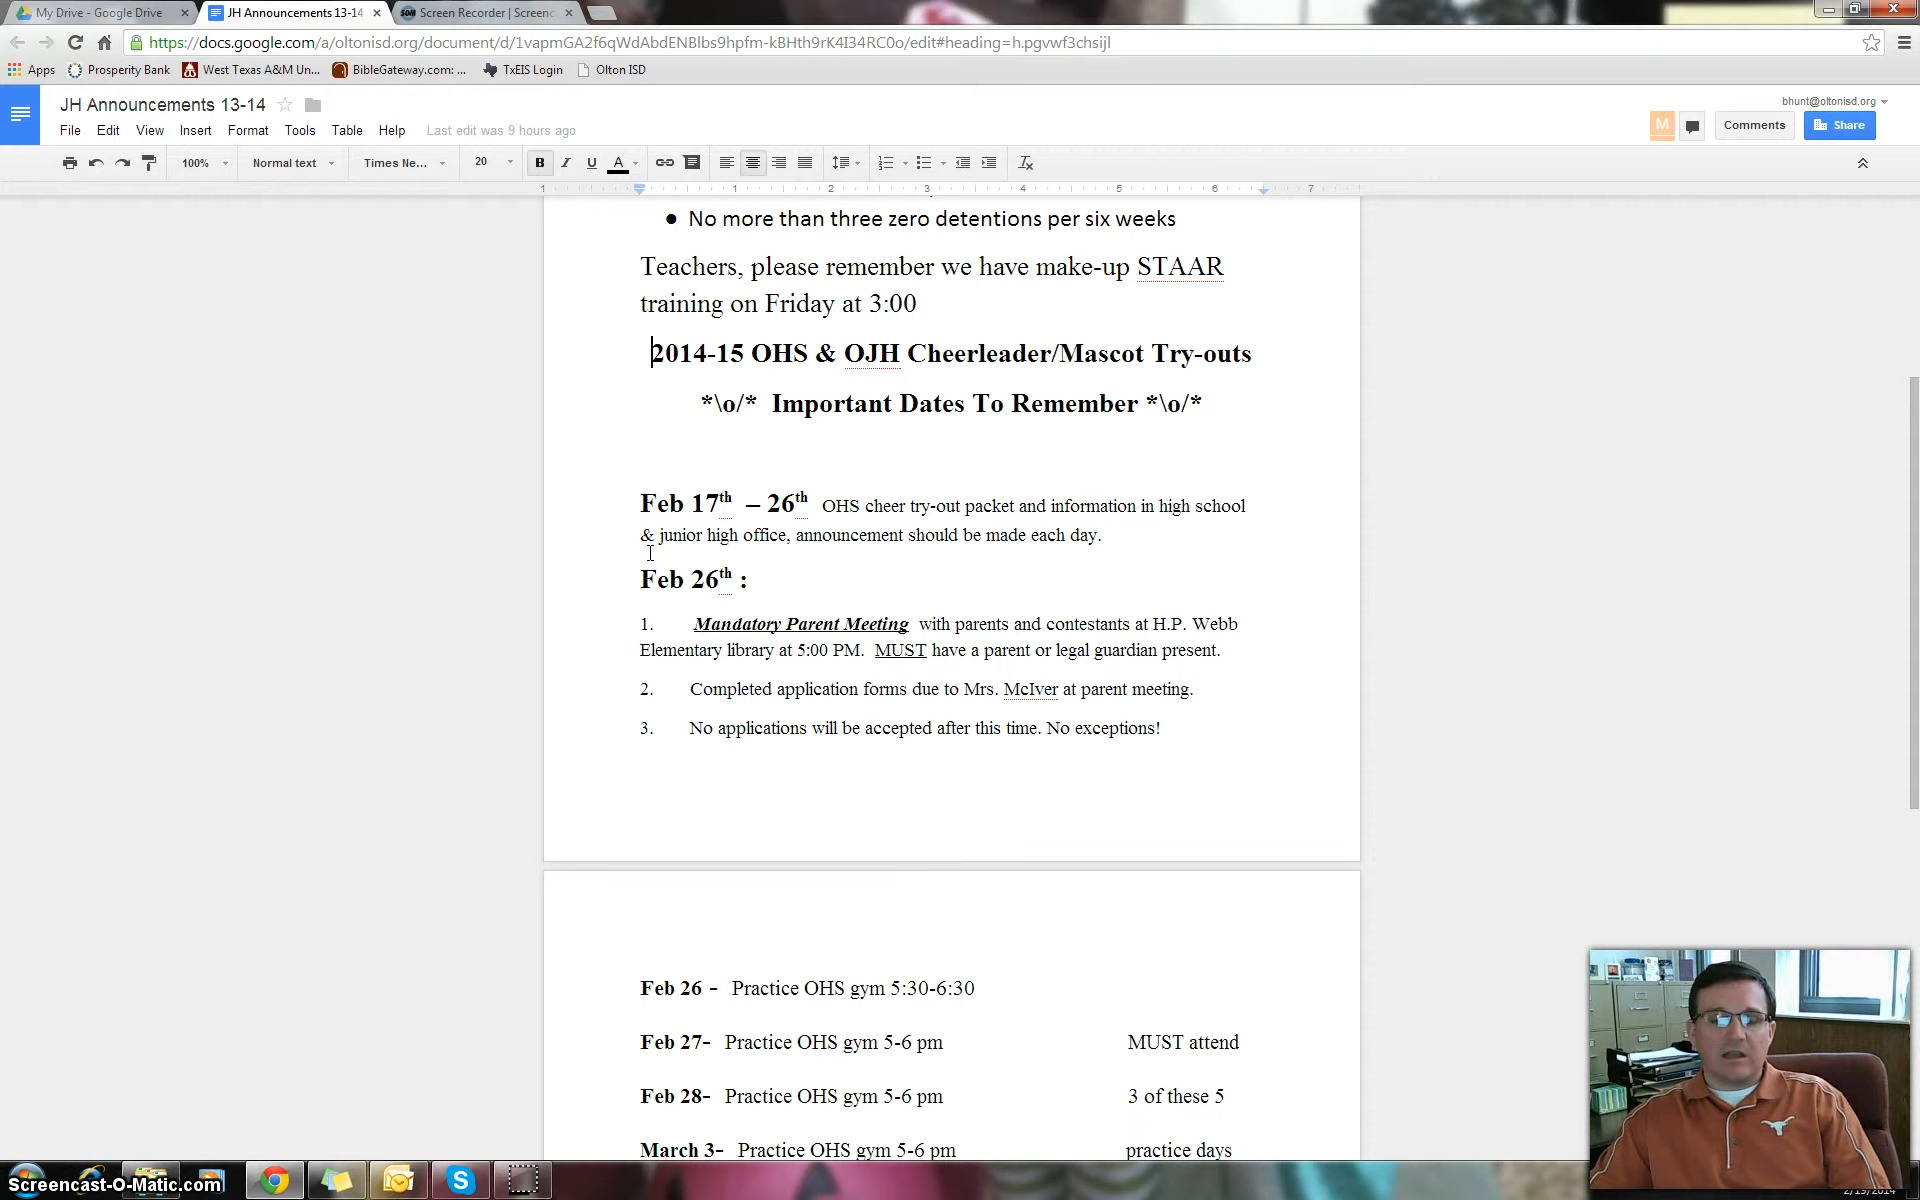 My Drive - Google Drive
JH Announcements 13-14
Screen Recorder | Screenc
https://docs.google.com/a/oltonisd.org/document/d/1vapmGA2f6qWdAbdENBlbs9hpfm-kBHth9rK4I34RC0o/edit#heading=h.pgvwf3chsijl
Apps Prosperity Bank West Texas A&M Un... BibleGateway.com: ... TxEIS Login Olton ISD
JH Announcements 13-14
bhunt@oltonisd.org
File Edit View Insert Format Tools Table Help Last edit was 9 hours ago
M Comments Share
100% Normal text Times Ne... 20 B I U A
1 1 2 3 4 5 6 7
● No more than three zero detentions per six weeks
Teachers, please remember we have make-up STAAR
training on Friday at 3:00
2014-15 OHS & OJH Cheerleader/Mascot Try-outs
*\o/* Important Dates To Remember *\o/*
Feb 17th – 26th OHS cheer try-out packet and information in high school
& junior high office, announcement should be made each day.
Feb 26th :
1. Mandatory Parent Meeting with parents and contestants at H.P. Webb
Elementary library at 5:00 PM. MUST have a parent or legal guardian present.
2. Completed application forms due to Mrs. McIver at parent meeting.
3. No applications will be accepted after this time. No exceptions!
Feb 26 - Practice OHS gym 5:30-6:30
Feb 27- Practice OHS gym 5-6 pm MUST attend
Feb 28- Practice OHS gym 5-6 pm 3 of these 5
March 3- Practice OHS gym 5-6 pm practice days
Screencast-O-Matic.com
2/19/2014